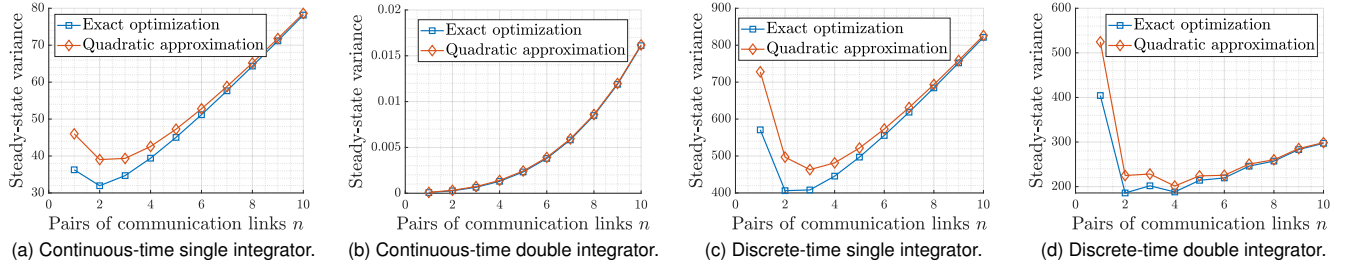 80
70
60
50
40
30
Steady-state variance
Exact optimization
Quadratic approximation
0
2
4
6
8
10
Pairs of communication links n
(a) Continuous-time single integrator.
0.02
0.015
0.01
0.005
0
Steady-state variance
Exact optimization
Quadratic approximation
0
2
4
6
8
10
Pairs of communication links n
(b) Continuous-time double integrator.
900
800
700
600
500
400
Steady-state variance
Exact optimization
Quadratic approximation
0
2
4
6
8
10
Pairs of communication links n
(c) Discrete-time single integrator.
600
500
400
300
200
Steady-state variance
Exact optimization
Quadratic approximation
0
2
4
6
8
10
Pairs of communication links n
(d) Discrete-time double integrator.